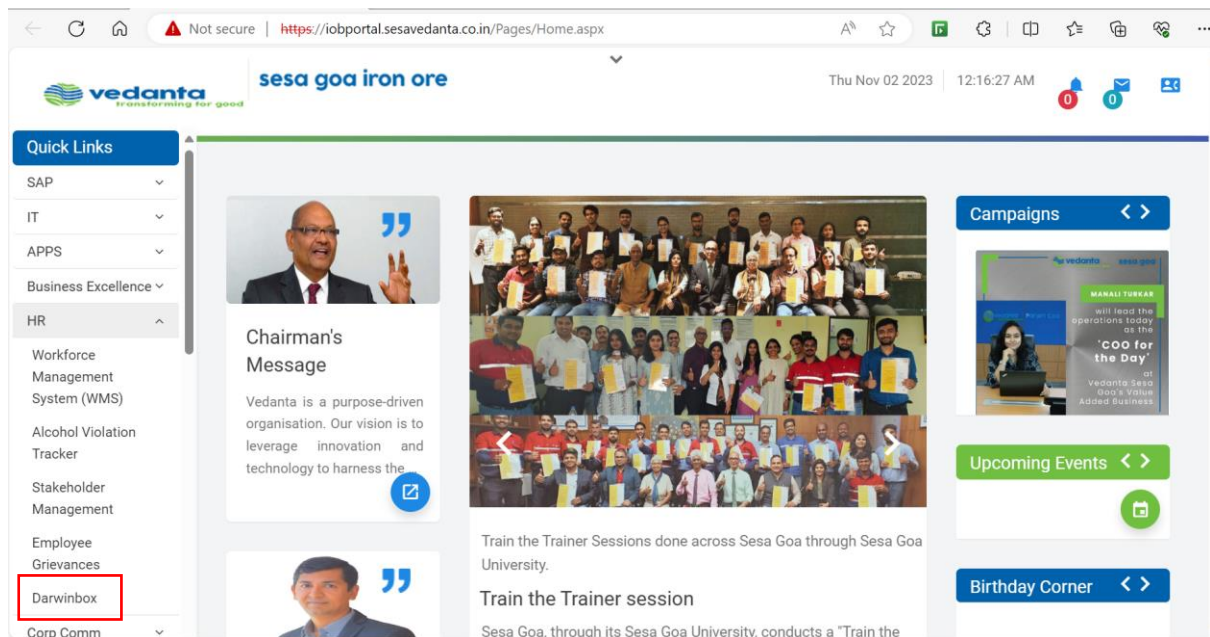 Not secure | https://iobportal.sesavedanta.co.in/Pages/Home.aspx
vedanta
transforming for good
sesa goa iron ore
Thu Nov 02 2023 12:16:27 AM
0
0
Quick Links
SAP
IT
APPS
Business Excellence
HR
Workforce
Management
System (WMS)
Alcohol Violation
Tracker
Stakeholder
Management
Employee
Grievances
Darwinbox
Corp Comm
Chairman's
Message
Vedanta is a purpose-driven
organisation. Our vision is to
leverage innovation and
technology to harness the...
Train the Trainer Sessions done across Sesa Goa through Sesa Goa
University.
Train the Trainer session
Sesa Goa, through its Sesa Goa University, conducts a "Train the
Campaigns
vedanta sesa goa
MANALI TURKAR
will lead the
operations today
as the
'COO for
the Day'
at
Vedanta Sesa
Goa's Value
Added Business
Upcoming Events
Birthday Corner